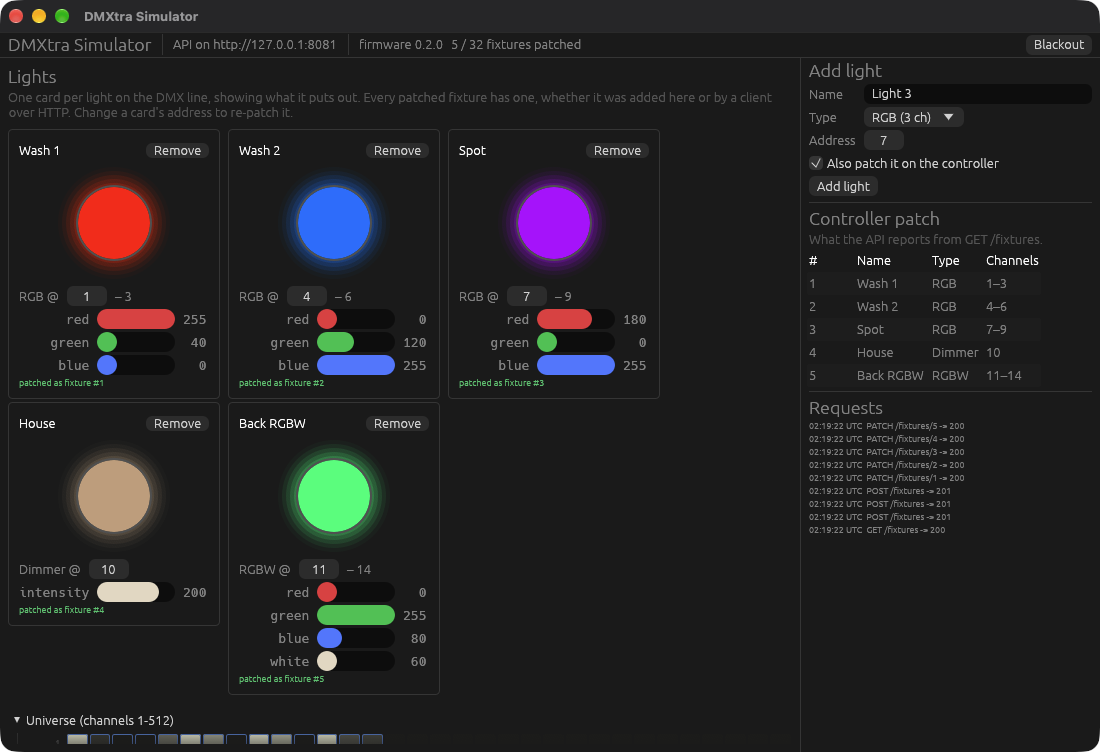 DMXtra Simulator
DMXtra Simulator API on http://127.0.0.1:8081 firmware 0.2.0 5 / 32 fixtures patched Blackout
Lights
One card per light on the DMX line, showing what it puts out. Every patched fixture has one, whether it was added here or by a client
over HTTP. Change a card's address to re-patch it.
Wash 1 Remove
RGB @ 1 – 3
red 255
green 40
blue 0
patched as fixture #1
Wash 2 Remove
RGB @ 4 – 6
red 0
green 120
blue 255
patched as fixture #2
Spot Remove
RGB @ 7 – 9
red 180
green 0
blue 255
patched as fixture #3
House Remove
Dimmer @ 10
intensity 200
patched as fixture #4
Back RGBW Remove
RGBW @ 11 – 14
red 0
green 255
blue 80
white 60
patched as fixture #5
▼ Universe (channels 1-512)
Add light
Name Light 3
Type RGB (3 ch) ▼
Address 7
✓ Also patch it on the controller
Add light
Controller patch
What the API reports from GET /fixtures.
# Name Type Channels
1 Wash 1 RGB 1–3
2 Wash 2 RGB 4–6
3 Spot RGB 7–9
4 House Dimmer 10
5 Back RGBW RGBW 11–14
Requests
02:19:22 UTC PATCH /fixtures/5 -> 200
02:19:22 UTC PATCH /fixtures/4 -> 200
02:19:22 UTC PATCH /fixtures/3 -> 200
02:19:22 UTC PATCH /fixtures/2 -> 200
02:19:22 UTC PATCH /fixtures/1 -> 200
02:19:22 UTC POST /fixtures -> 201
02:19:22 UTC POST /fixtures -> 201
02:19:22 UTC POST /fixtures -> 201
02:19:22 UTC GET /fixtures -> 200